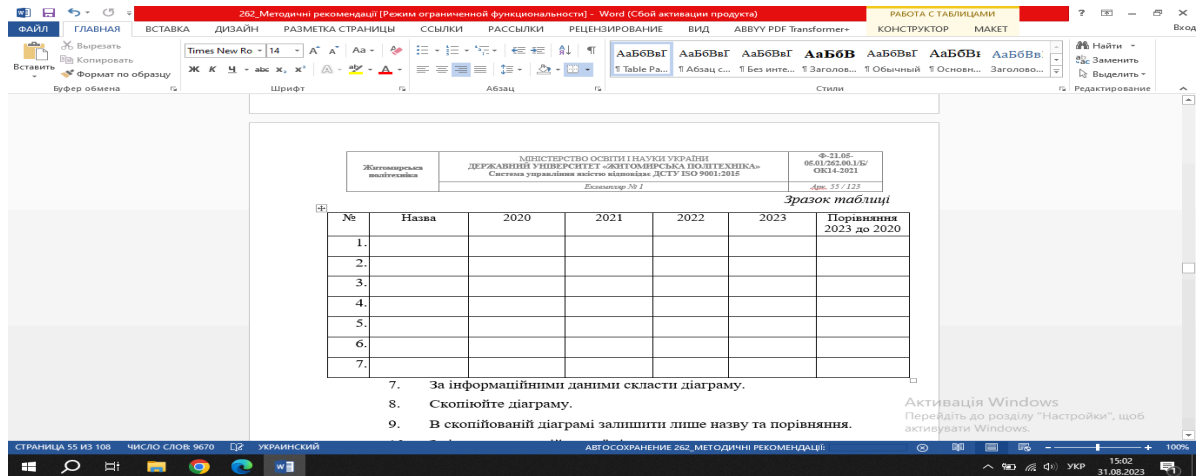 262_Методичні рекомендації [Режим ограниченной функциональности] - Word (Сбой активации продукта)
РАБОТА С ТАБЛИЦАМИ
ФАЙЛ ГЛАВНАЯ ВСТАВКА ДИЗАЙН РАЗМЕТКА СТРАНИЦЫ ССЫЛКИ РАССЫЛКИ РЕЦЕНЗИРОВАНИЕ ВИД ABBYY PDF Transformer+ КОНСТРУКТОР МАКЕТ Вход
Вставить
Вырезать
Копировать
Формат по образцу
Times New Ro 14
Ж К Ч abc x, x'
АаБбВвГ АаБбВвГ АаБбВвГ АаБбВ АаБбВвГ АаБбВв АаБбВв
¶ Table Pa... ¶ Абзац с... ¶ Без инте... ¶ Заголов... ¶ Обычный ¶ Основн... Заголово...
Найти
Заменить
Выделить
Буфер обмена Шрифт Абзац Стили Редактирование
Житомирська політехніка
МІНІСТЕРСТВО ОСВІТИ І НАУКИ УКРАЇНИ
ДЕРЖАВНИЙ УНІВЕРСИТЕТ «ЖИТОМИРСЬКА ПОЛІТЕХНІКА»
Система управління якістю відповідає ДСТУ ISO 9001:2015
Ф-21.05-
05.01/262.00.1/Б/
ОК14-2021
Екземпляр № 1 Арк. 55 / 123
Зразок таблиці
№ Назва 2020 2021 2022 2023 Порівняння
2023 до 2020
1.
2.
3.
4.
5.
6.
7.
7. За інформаційними даними скласти діаграму.
8. Скопіюйте діаграму.
9. В скопійованій діаграмі залишити лише назву та порівняння.
Активація Windows
Перейдіть до розділу "Настройки", щоб
активувати Windows.
СТРАНИЦА 55 ИЗ 108 ЧИСЛО СЛОВ: 9670 УКРАИНСКИЙ АВТОСОХРАНЕНИЕ 262_МЕТОДИЧНІ РЕКОМЕНДАЦІЇ: 100%
УКР 15:02
31.08.2023